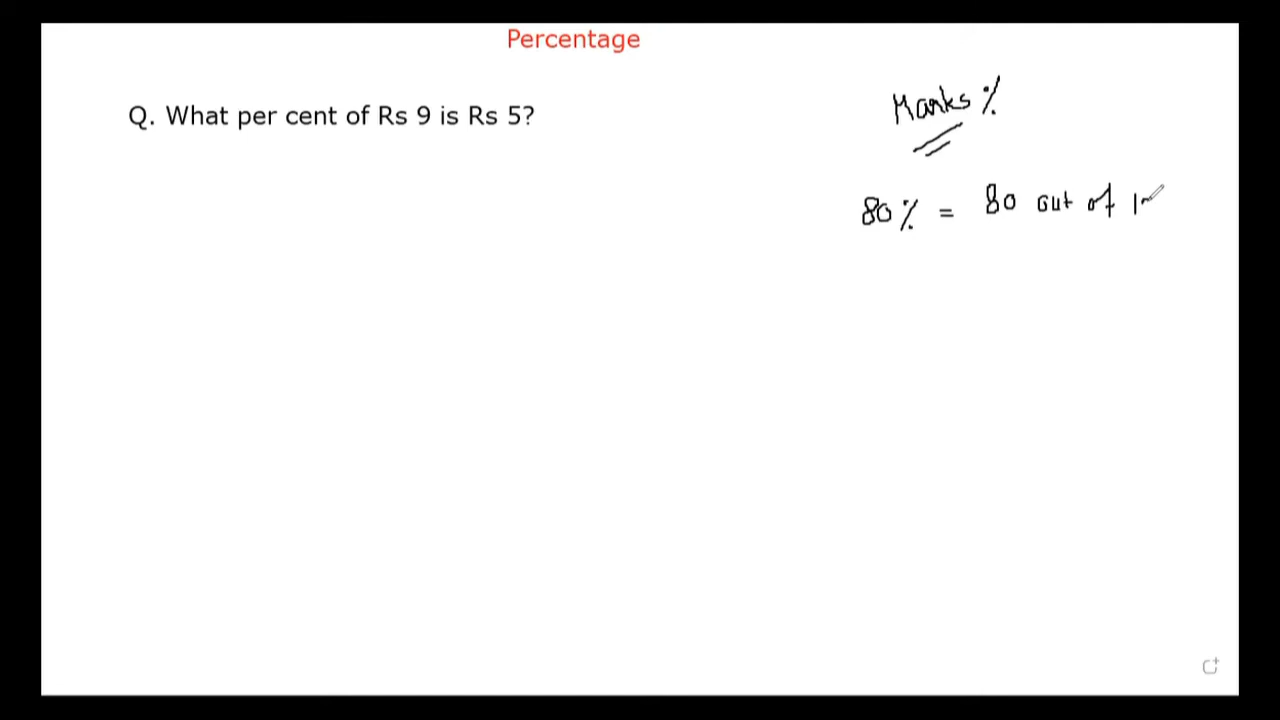 Percentage
Q. What per cent of Rs 9 is Rs 5?
Marks %
80% = 80 out of